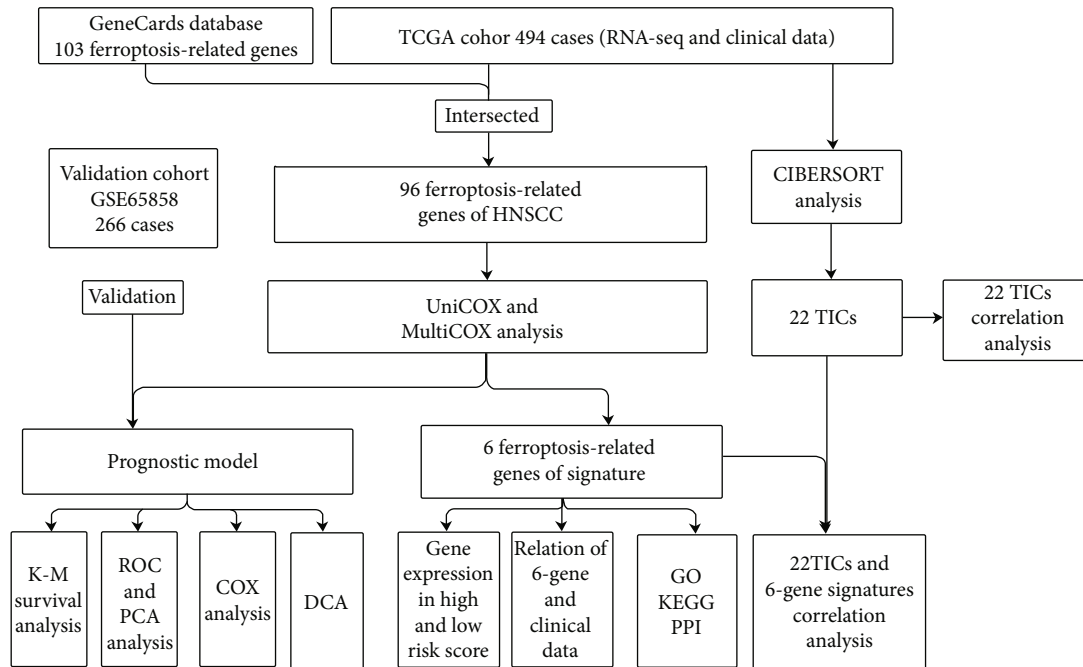 GeneCards database
103 ferroptosis-related genes
TCGA cohor 494 cases (RNA-seq and clinical data)
Intersected
Validation cohort
GSE65858
266 cases
96 ferroptosis-related
genes of HNSCC
CIBERSORT
analysis
Validation
UniCOX and
MultiCOX analysis
22 TICs
22 TICs
correlation
analysis
Prognostic model
6 ferroptosis-related
genes of signature
K-M
survival
analysis
ROC
and
PCA
analysis
COX
analysis
DCA
Gene
expression
in high
and low
risk score
Relation of
6-gene
and
clinical
data
GO
KEGG
PPI
22TICs and
6-gene signatures
correlation
analysis